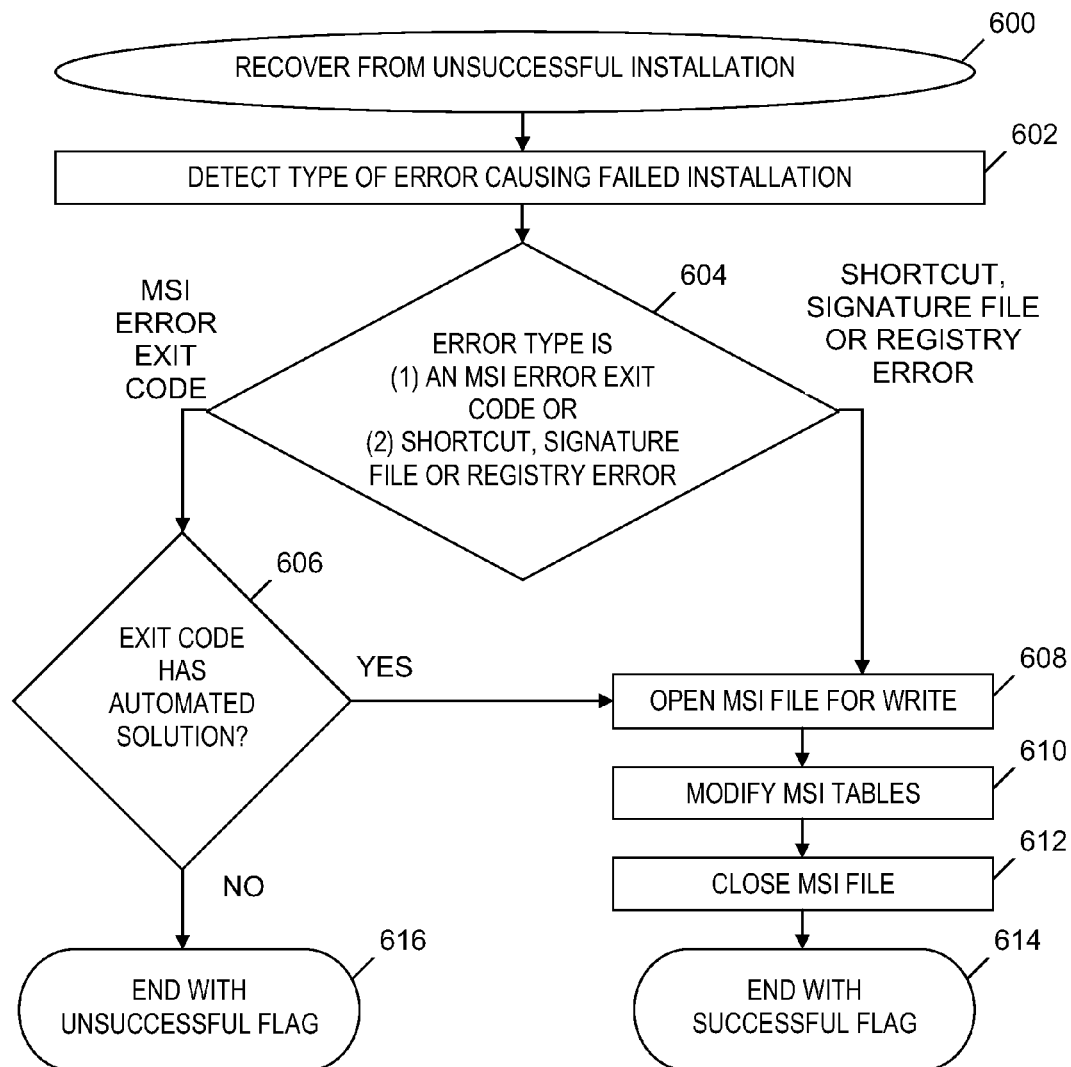 600
RECOVER FROM UNSUCCESSFUL INSTALLATION
602
DETECT TYPE OF ERROR CAUSING FAILED INSTALLATION
604
MSI
ERROR
EXIT
CODE
SHORTCUT,
SIGNATURE FILE
OR REGISTRY
ERROR
ERROR TYPE IS
(1) AN MSI ERROR EXIT
CODE OR
(2) SHORTCUT, SIGNATURE
FILE OR REGISTRY ERROR
606
EXIT CODE
HAS
AUTOMATED
SOLUTION?
YES
608
OPEN MSI FILE FOR WRITE
610
MODIFY MSI TABLES
612
CLOSE MSI FILE
NO
616
END WITH
UNSUCCESSFUL FLAG
614
END WITH
SUCCESSFUL FLAG